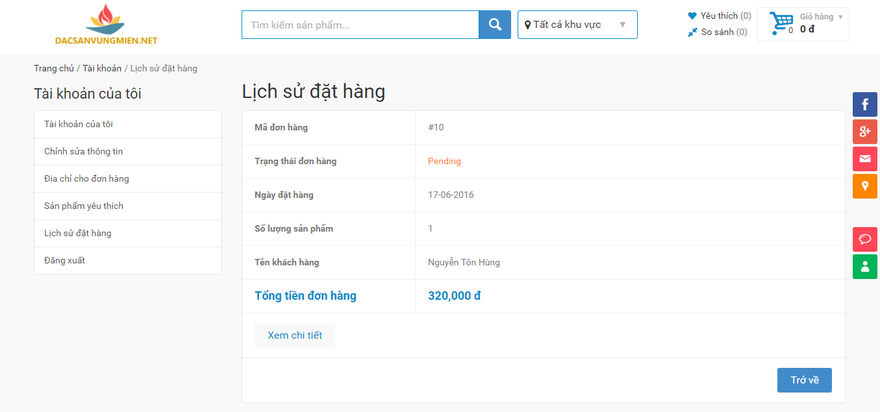 DACSANVUNGMIEN.NET
Tìm kiếm sản phẩm...
Tất cả khu vực
Yêu thích (0)
So sánh (0)
0
Giỏ hàng
0 đ
Trang chủ / Tài khoản / Lịch sử đặt hàng
Tài khoản của tôi
Tài khoản của tôi
Chỉnh sửa thông tin
Địa chỉ cho đơn hàng
Sản phẩm yêu thích
Lịch sử đặt hàng
Đăng xuất
Lịch sử đặt hàng
Mã đơn hàng #10
Trạng thái đơn hàng Pending
Ngày đặt hàng 17-06-2016
Số lượng sản phẩm 1
Tên khách hàng Nguyễn Tôn Hùng
Tổng tiền đơn hàng 320,000 đ
Xem chi tiết
Trở về
f
g+